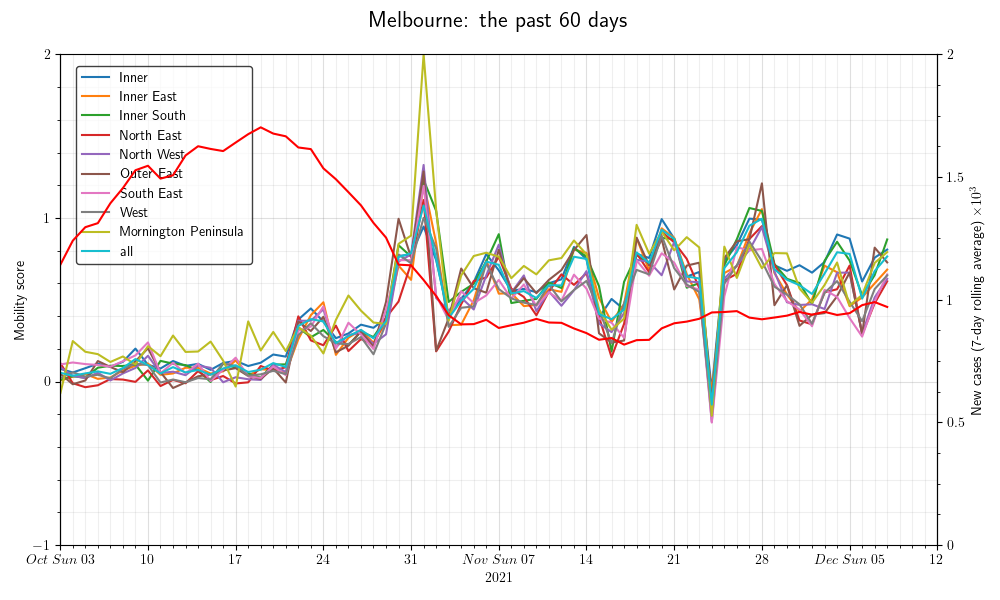 Melbourne: the past 60 days
2
1
0
−1
Mobility score
Inner
Inner East
Inner South
North East
North West
Outer East
South East
West
Mornington Peninsula
all
2
1.5
1
0.5
0
New cases (7-day rolling average) ×10³
Oct Sun 03 10 17 24 31 Nov Sun 07 14 21 28 Dec Sun 05 12
2021